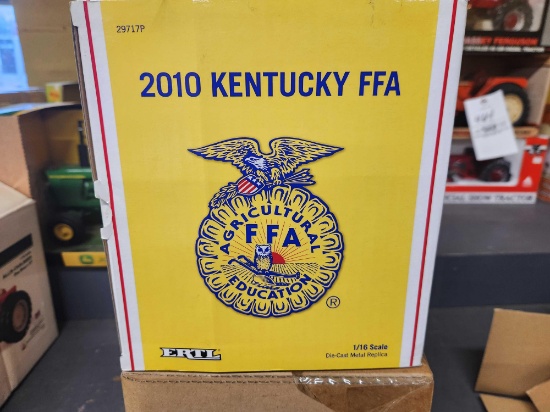 29717P
2010 KENTUCKY FFA
AGRICULTURAL
FFA
EDUCATION
®
ERTL
1/16 Scale
Die-Cast Metal Replica